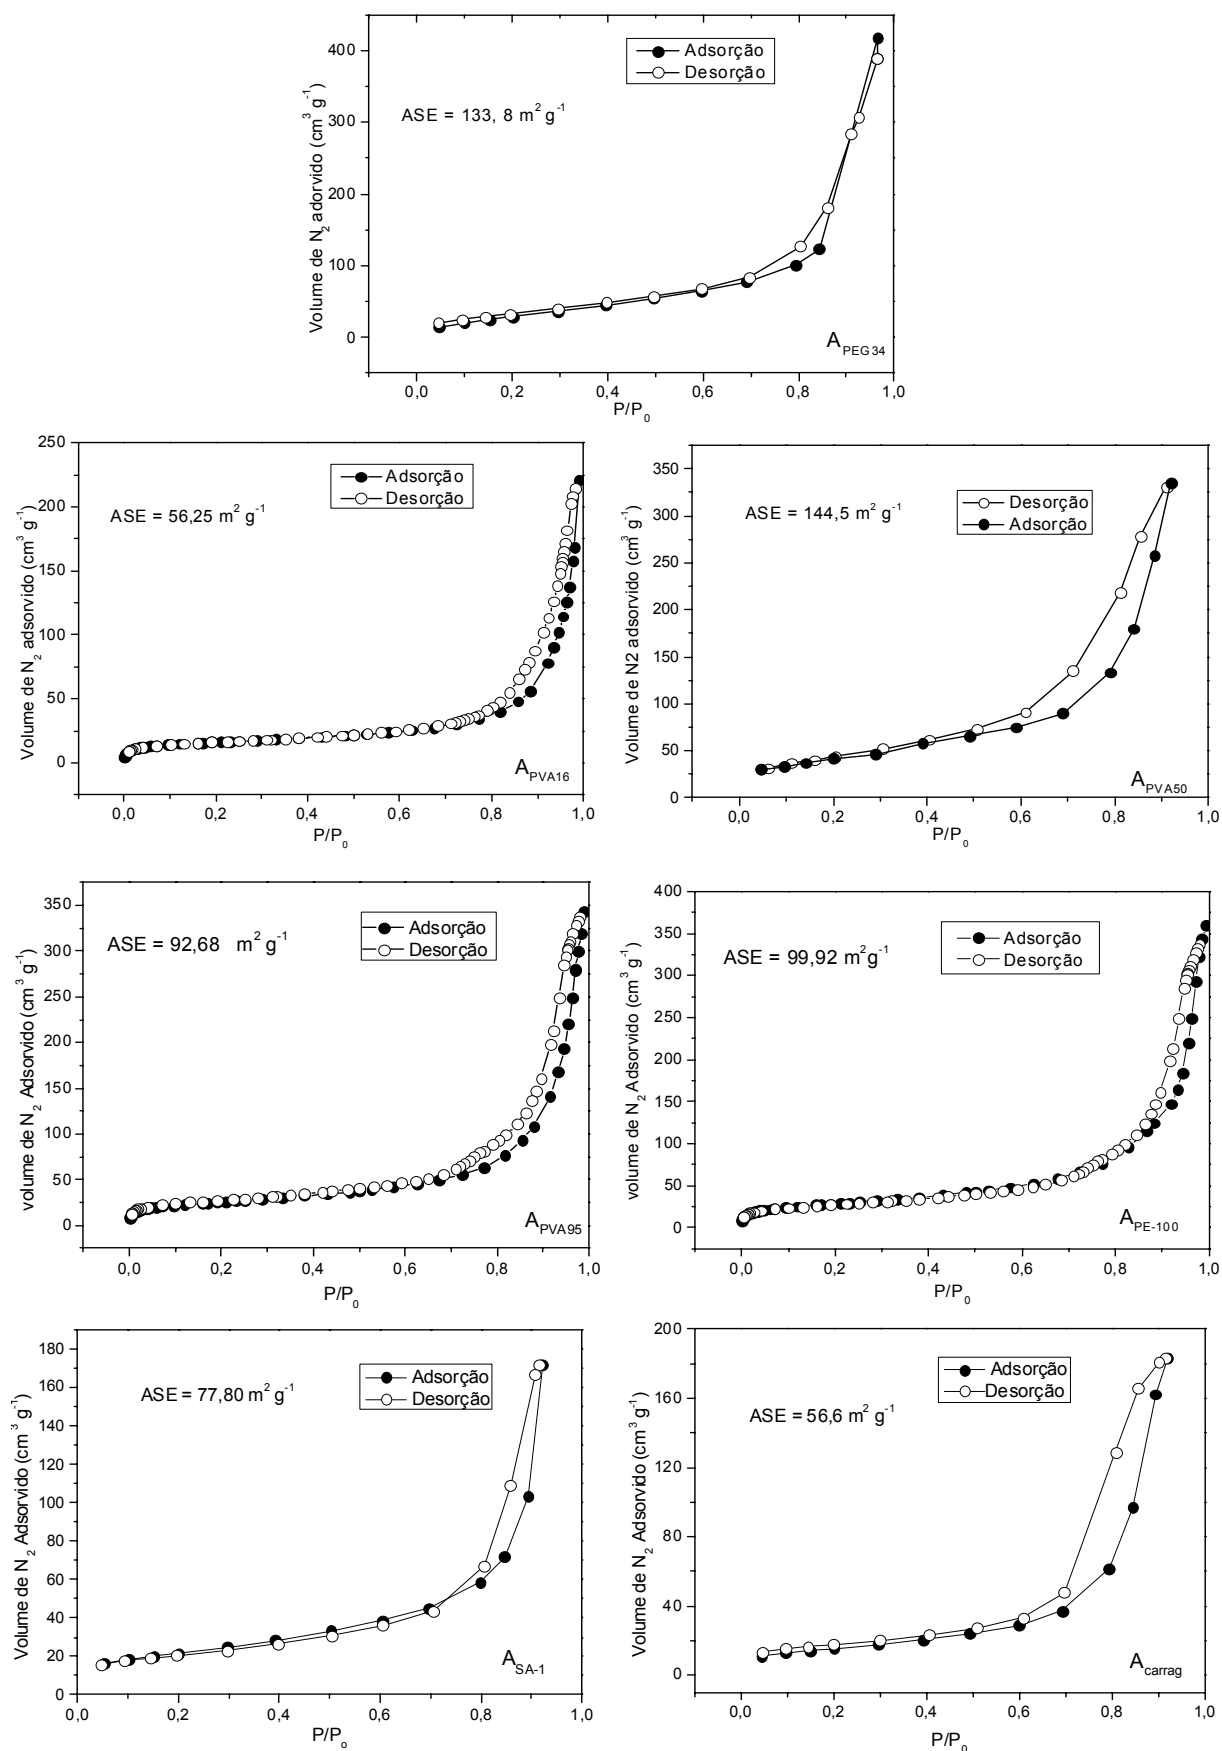 Volume de N₂ adorvido (cm³ g⁻¹)
400
300
200
100
0
Adsorção
Desorção
ASE = 133, 8 m² g⁻¹
A PEG34
0,0 0,2 0,4 0,6 0,8 1,0
P/P₀
Volume de N₂ adsorvido (cm³ g⁻¹)
250
200
150
100
50
0
Adsorção
Desorção
ASE = 56,25 m² g⁻¹
A PVA16
0,0 0,2 0,4 0,6 0,8 1,0
P/P₀
Volume de N2 adsorvido (cm³ g⁻¹)
350
300
250
200
150
100
50
0
Desorção
Adsorção
ASE = 144,5 m² g⁻¹
A PVA50
0,0 0,2 0,4 0,6 0,8 1,0
P/P₀
volume de N₂ Adsorvido (cm³ g⁻¹)
350
300
250
200
150
100
50
0
Adsorção
Desorção
ASE = 92,68 m² g⁻¹
A PVA95
0,0 0,2 0,4 0,6 0,8 1,0
P/P₀
volume de N₂ Adsorvido (cm³ g⁻¹)
400
350
300
250
200
150
100
50
0
Adsorção
Desorção
ASE = 99,92 m²g⁻¹
A PE-100
0,0 0,2 0,4 0,6 0,8 1,0
P/P₀
Volume de N₂ Adsorvido (cm³ g⁻¹)
180
160
140
120
100
80
60
40
20
0
Adsorção
Desorção
ASE = 77,80 m² g⁻¹
A SA-1
0,0 0,2 0,4 0,6 0,8 1,0
P/Pₒ
Volume de N₂ Adsorvido (cm³ g⁻¹)
200
160
120
80
40
0
Adsorção
Desorção
ASE = 56,6 m² g⁻¹
A carrag
0,0 0,2 0,4 0,6 0,8 1,0
P/P₀